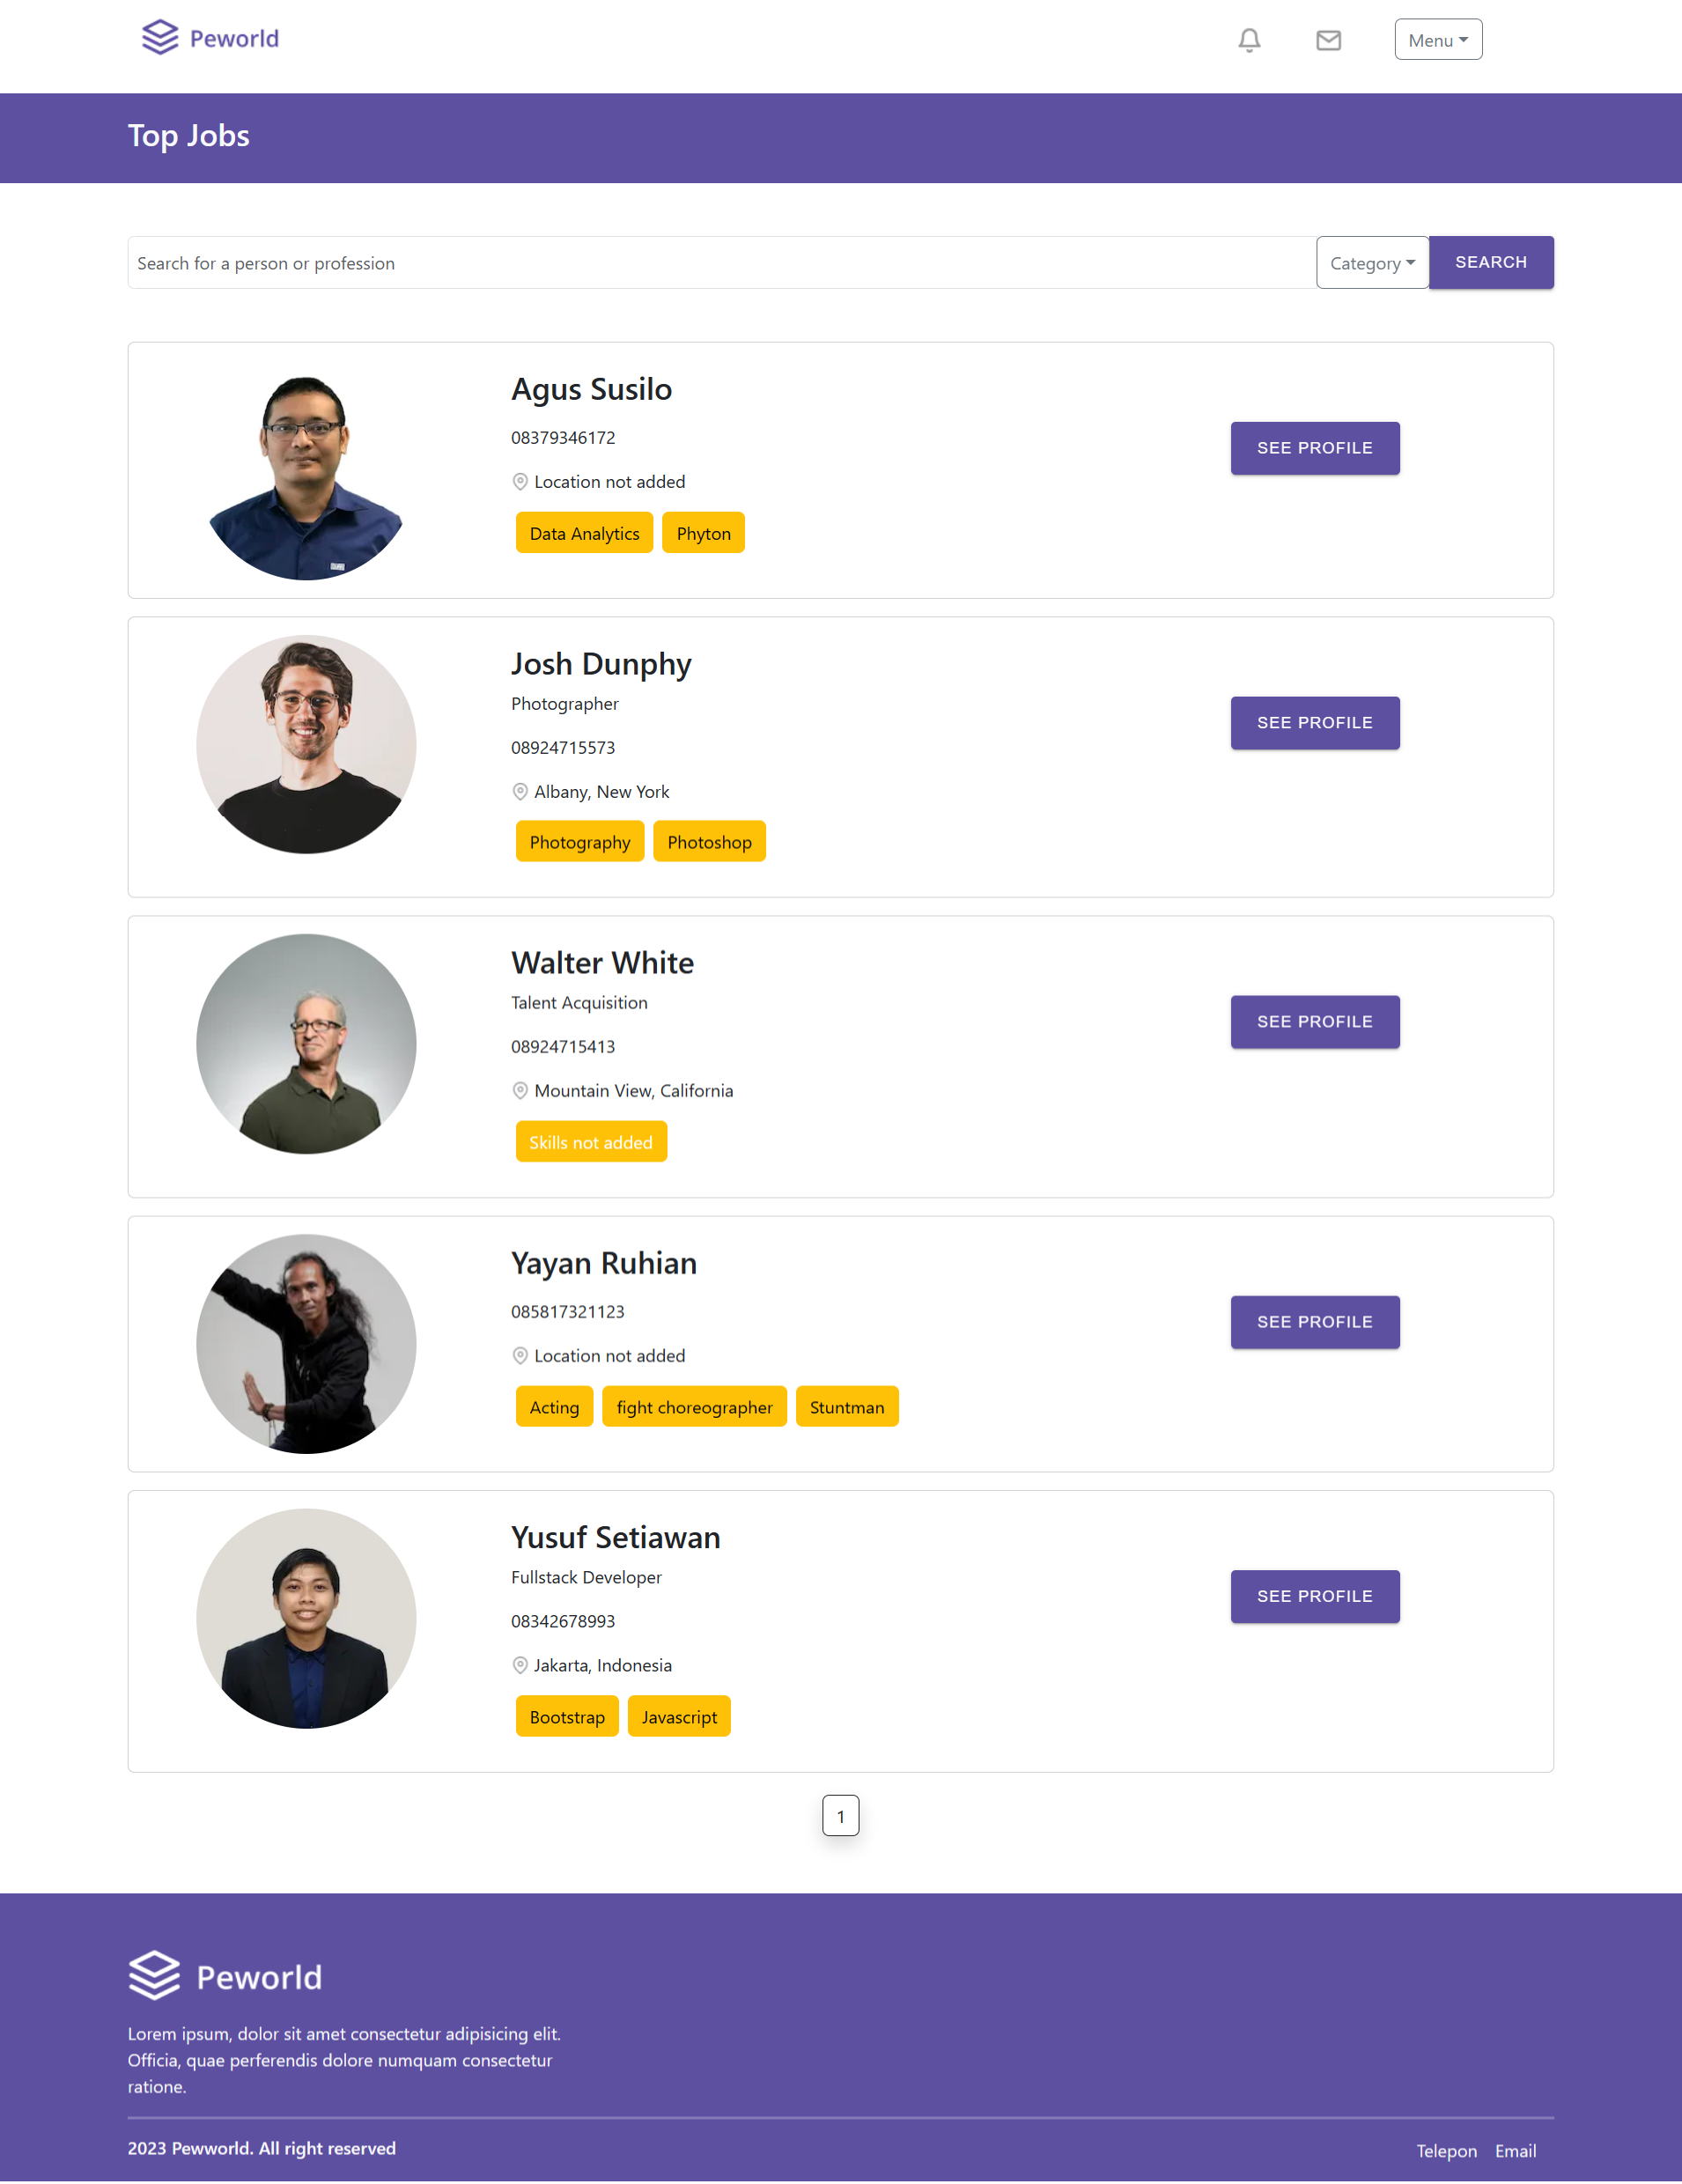 Peworld
Menu
Top Jobs
Search for a person or profession
Category
SEARCH
Agus Susilo
08379346172
SEE PROFILE
Location not added
Data Analytics Phyton
Josh Dunphy
Photographer
SEE PROFILE
08924715573
Albany, New York
Photography Photoshop
Walter White
Talent Acquisition
SEE PROFILE
08924715413
Mountain View, California
Skills not added
Yayan Ruhian
085817321123
SEE PROFILE
Location not added
Acting fight choreographer Stuntman
Yusuf Setiawan
Fullstack Developer
SEE PROFILE
08342678993
Jakarta, Indonesia
Bootstrap Javascript
1
Peworld
Lorem ipsum, dolor sit amet consectetur adipisicing elit.
Officia, quae perferendis dolore numquam consectetur
ratione.
2023 Pewworld. All right reserved
Telepon Email